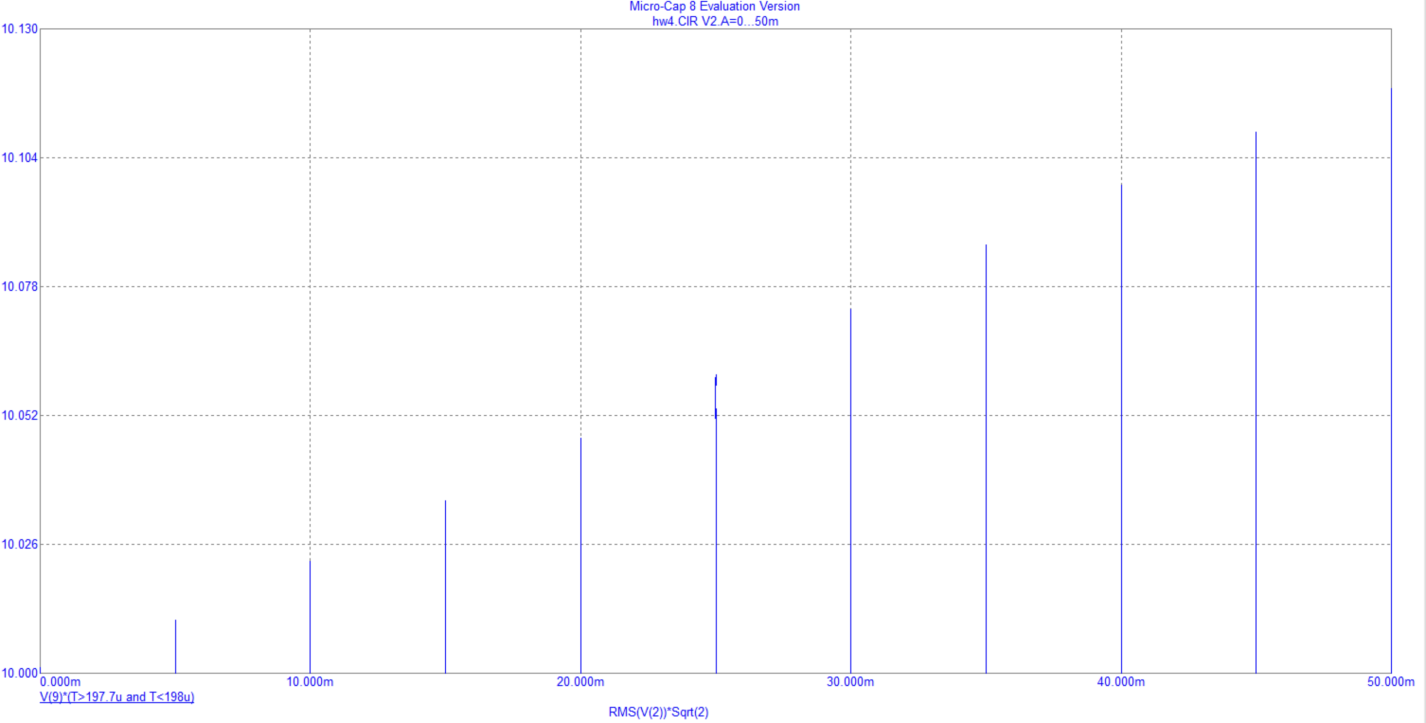 Micro-Cap 8 Evaluation Version
hw4.CIR V2.A=0...50m
10.130
10.104
10.078
10.052
10.026
10.000
0.000m 10.000m 20.000m 30.000m 40.000m 50.000m
V(9)*(T>197.7u and T<198u)
RMS(V(2))*Sqrt(2)